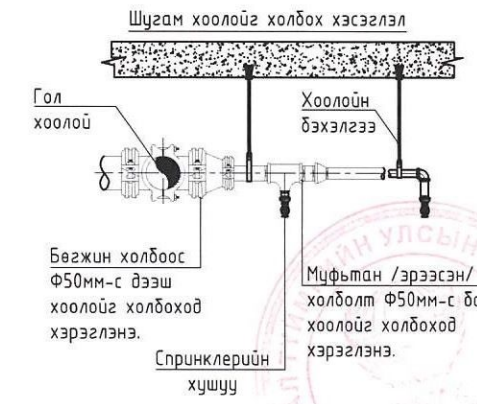 Шугам хоолойг холбох хэсэглэл
Гол
хоолой
Хоолойн
бэхэлгээ
Бөгжин холбоос
Ф50мм-с дээш
хоолойг холбоход
хэрэглэнэ.
Муфьтан /эрээсэн/
холболт Ф50мм-с
хоолойг холбоход
хэрэглэнэ.
Спринклерийн
хушуу